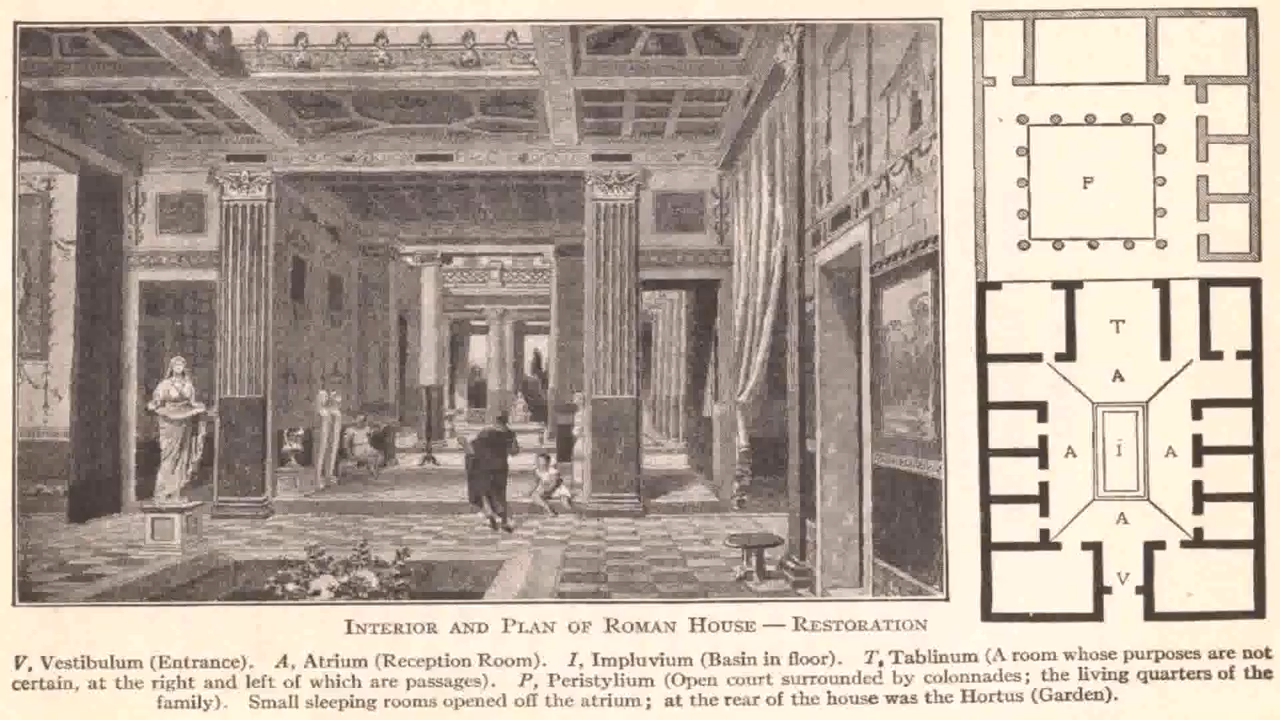 P
T
A
A I A
A
V
INTERIOR AND PLAN OF ROMAN HOUSE — RESTORATION
V, Vestibulum (Entrance). A, Atrium (Reception Room). I, Impluvium (Basin in floor). T, Tablinum (A room whose purposes are not
certain, at the right and left of which are passages). P, Peristylium (Open court surrounded by colonnades; the living quarters of the
family). Small sleeping rooms opened off the atrium; at the rear of the house was the Hortus (Garden).